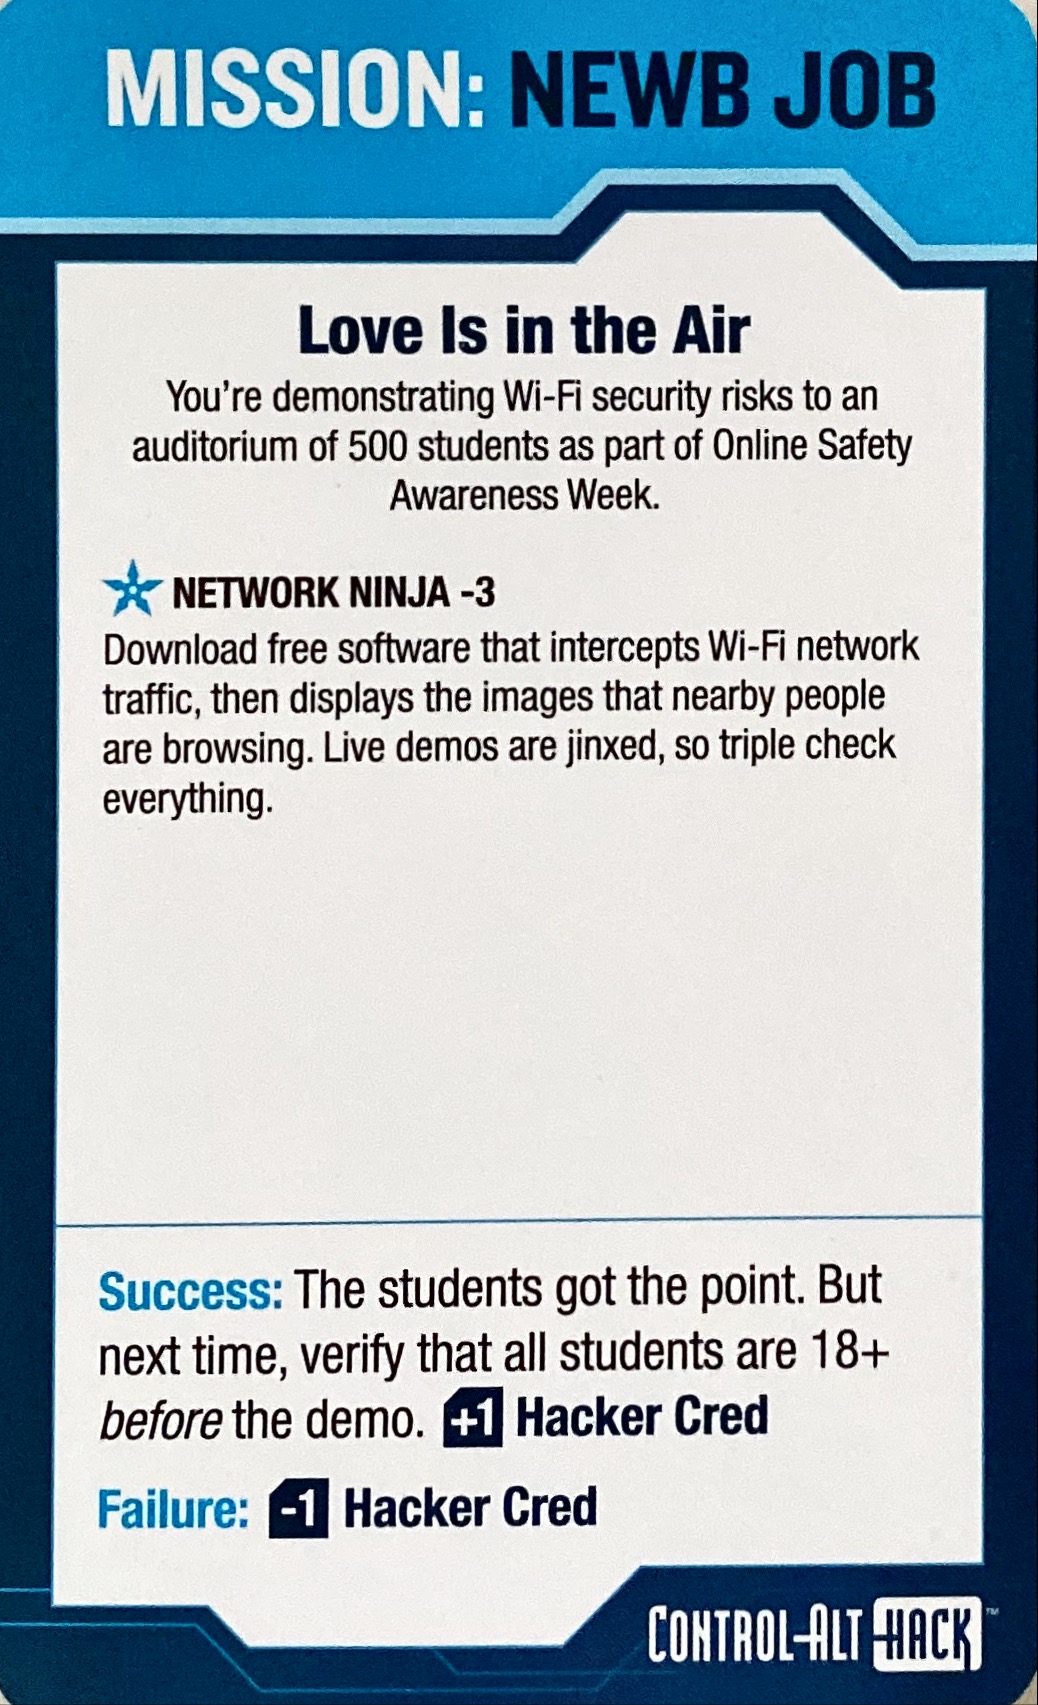 MISSION: NEWB JOB
Love Is in the Air
You're demonstrating Wi-Fi security risks to an
auditorium of 500 students as part of Online Safety
Awareness Week.
NETWORK NINJA -3
Download free software that intercepts Wi-Fi network
traffic, then displays the images that nearby people
are browsing. Live demos are jinxed, so triple check
everything.
Success: The students got the point. But
next time, verify that all students are 18+
before the demo. +1 Hacker Cred
Failure: -1 Hacker Cred
CONTROL-ALT-HACK™